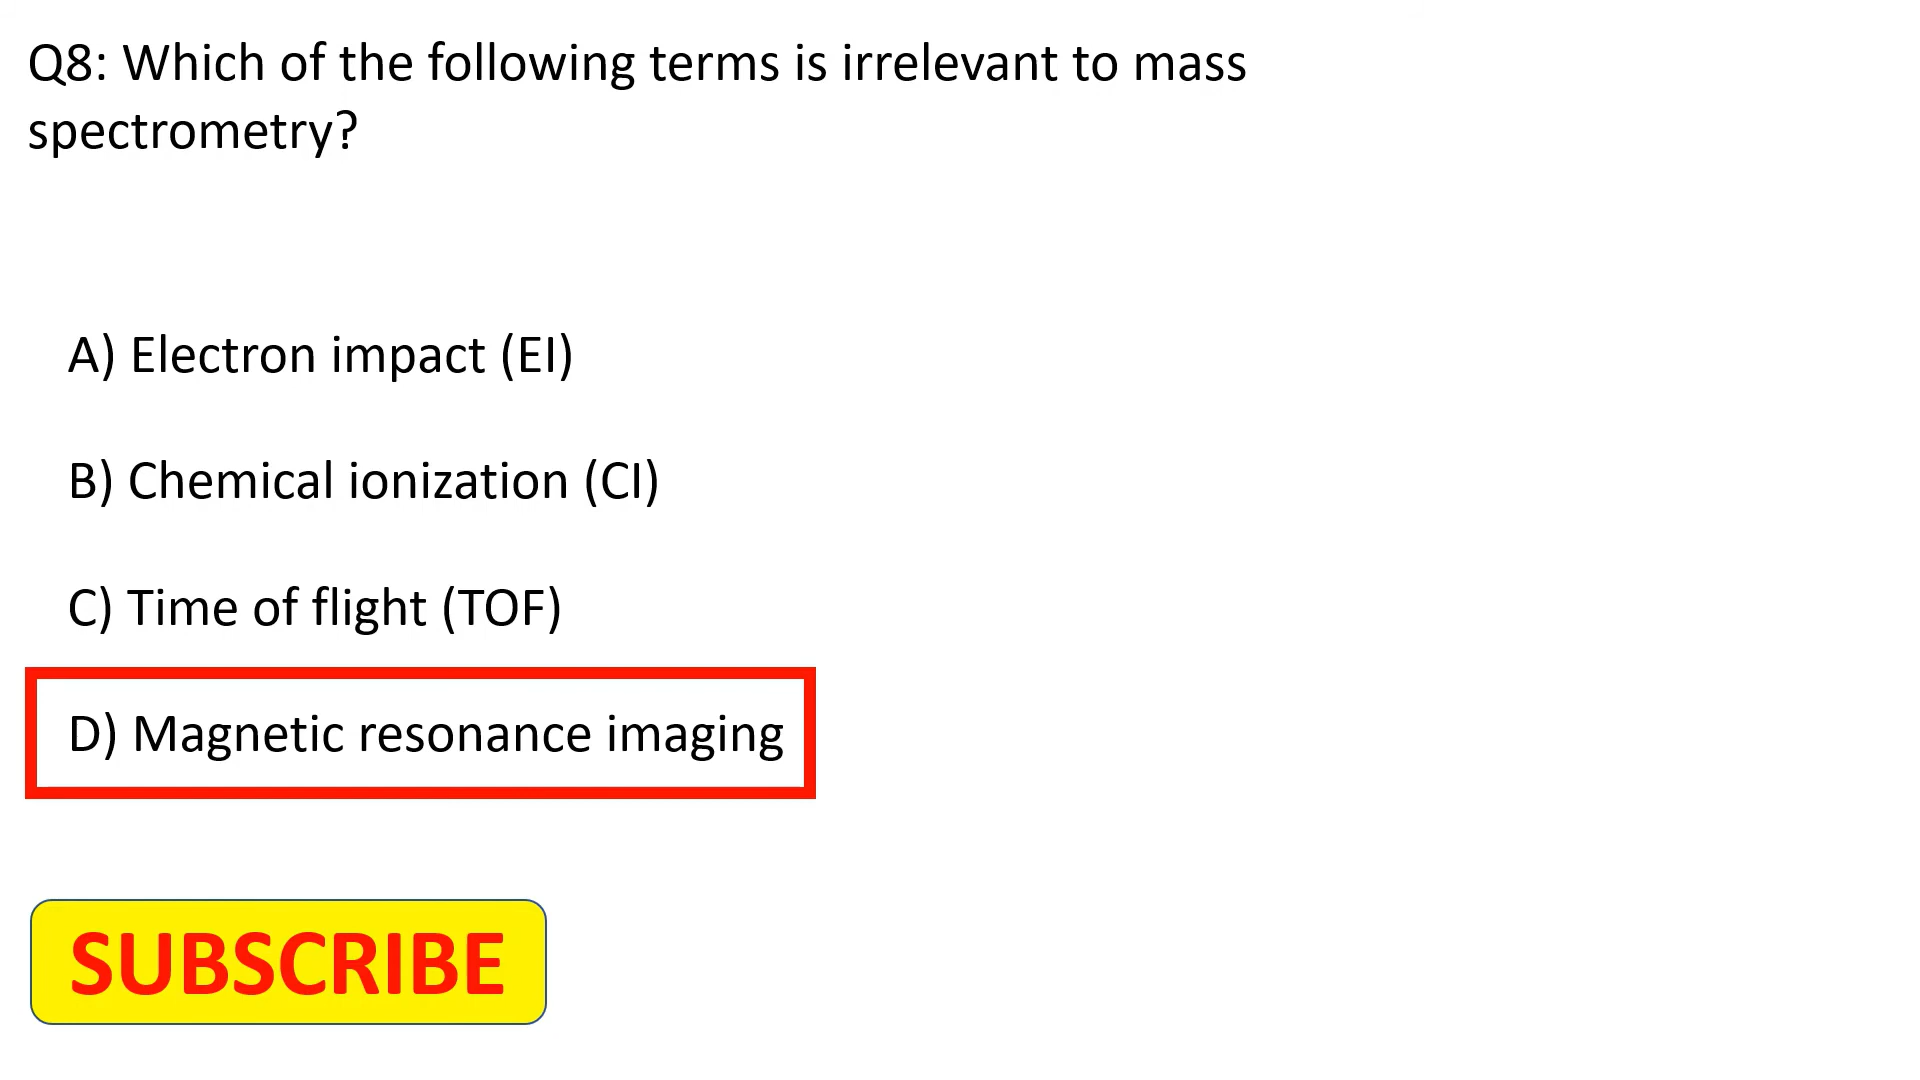 Q8: Which of the following terms is irrelevant to mass
spectrometry?
A) Electron impact (EI)
B) Chemical ionization (CI)
C) Time of flight (TOF)
D) Magnetic resonance imaging
SUBSCRIBE